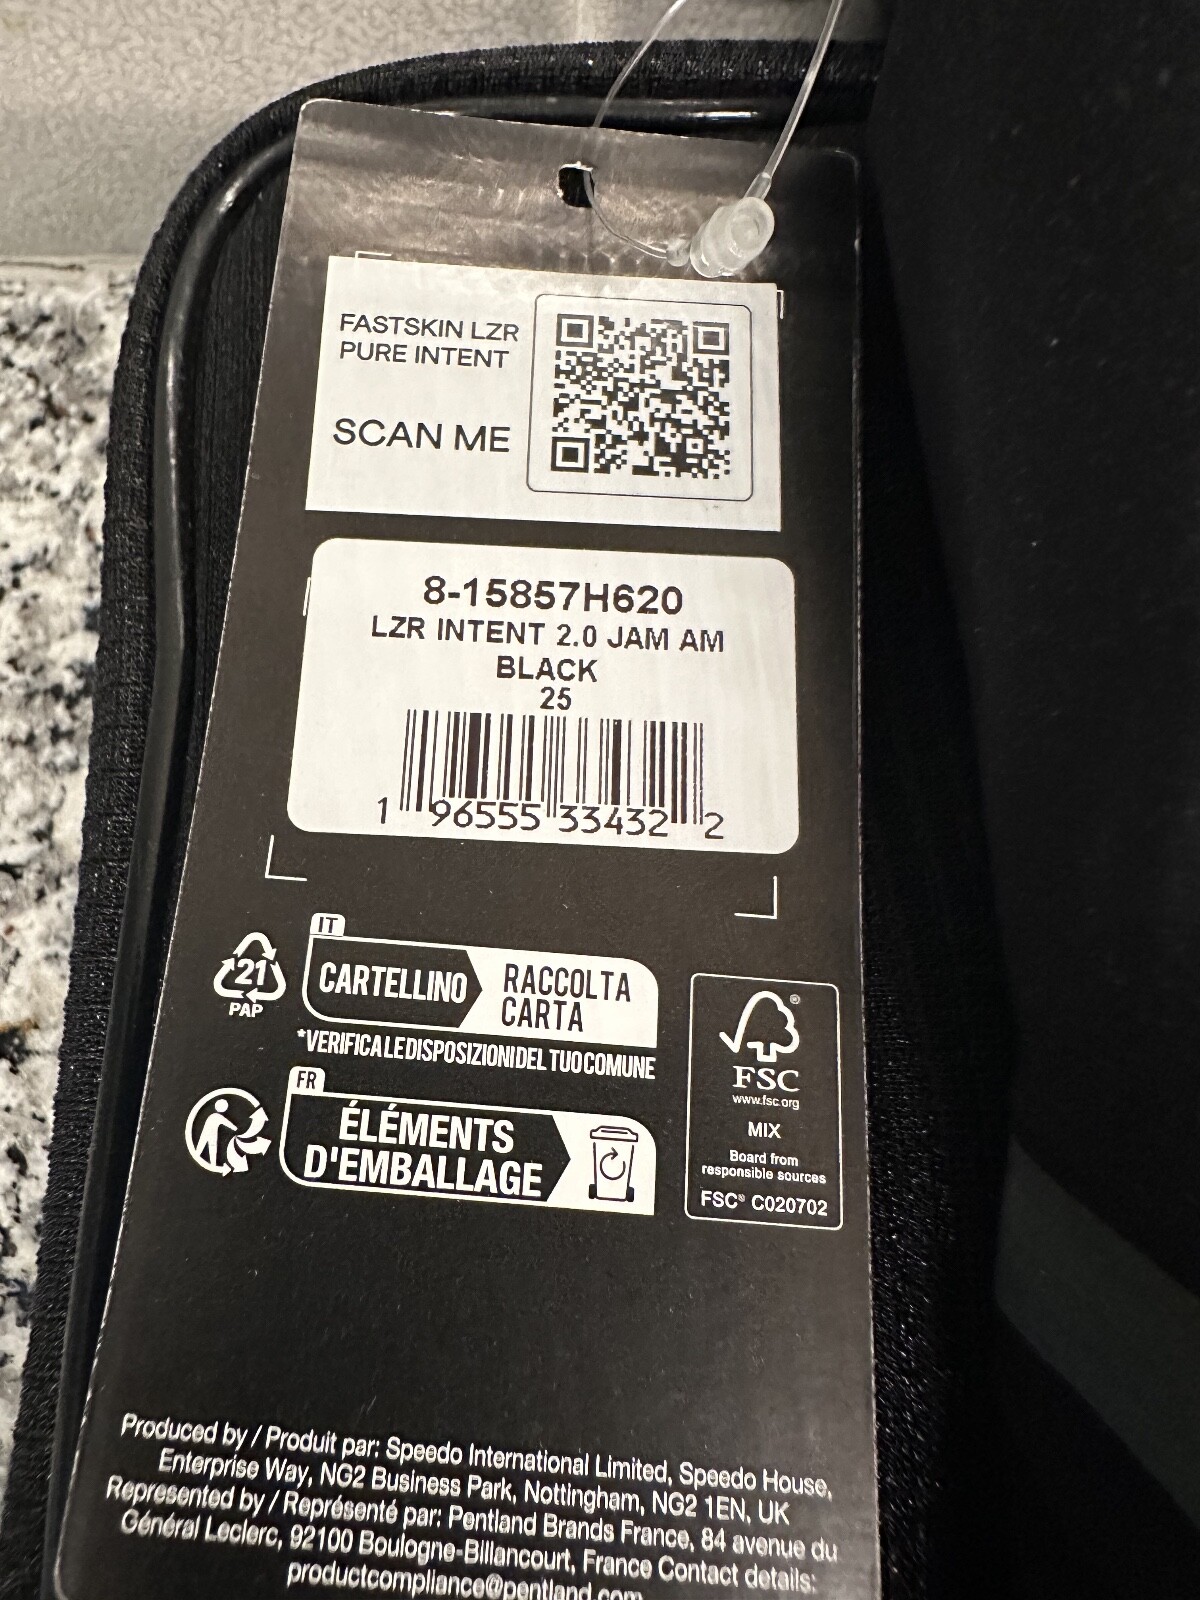 FASTSKIN LZR
PURE INTENT
SCAN ME
8-15857H620
LZR INTENT 2.0 JAM AM
BLACK
25
1 96555 33432 2
IT
21
PAP
CARTELLINO
RACCOLTA
CARTA
*VERIFICA LE DISPOSIZIONI DEL TUO COMUNE
FR
ÉLÉMENTS
D'EMBALLAGE
FSC
www.fsc.org
MIX
Board from
responsible sources
FSC® C020702
Produced by / Produit par: Speedo International Limited, Speedo House,
Enterprise Way, NG2 Business Park, Nottingham, NG2 1EN, UK
Represented by / Représenté par: Pentland Brands France, 84 avenue du
Général Leclerc, 92100 Boulogne-Billancourt, France Contact details:
productcompliance@pentland.com